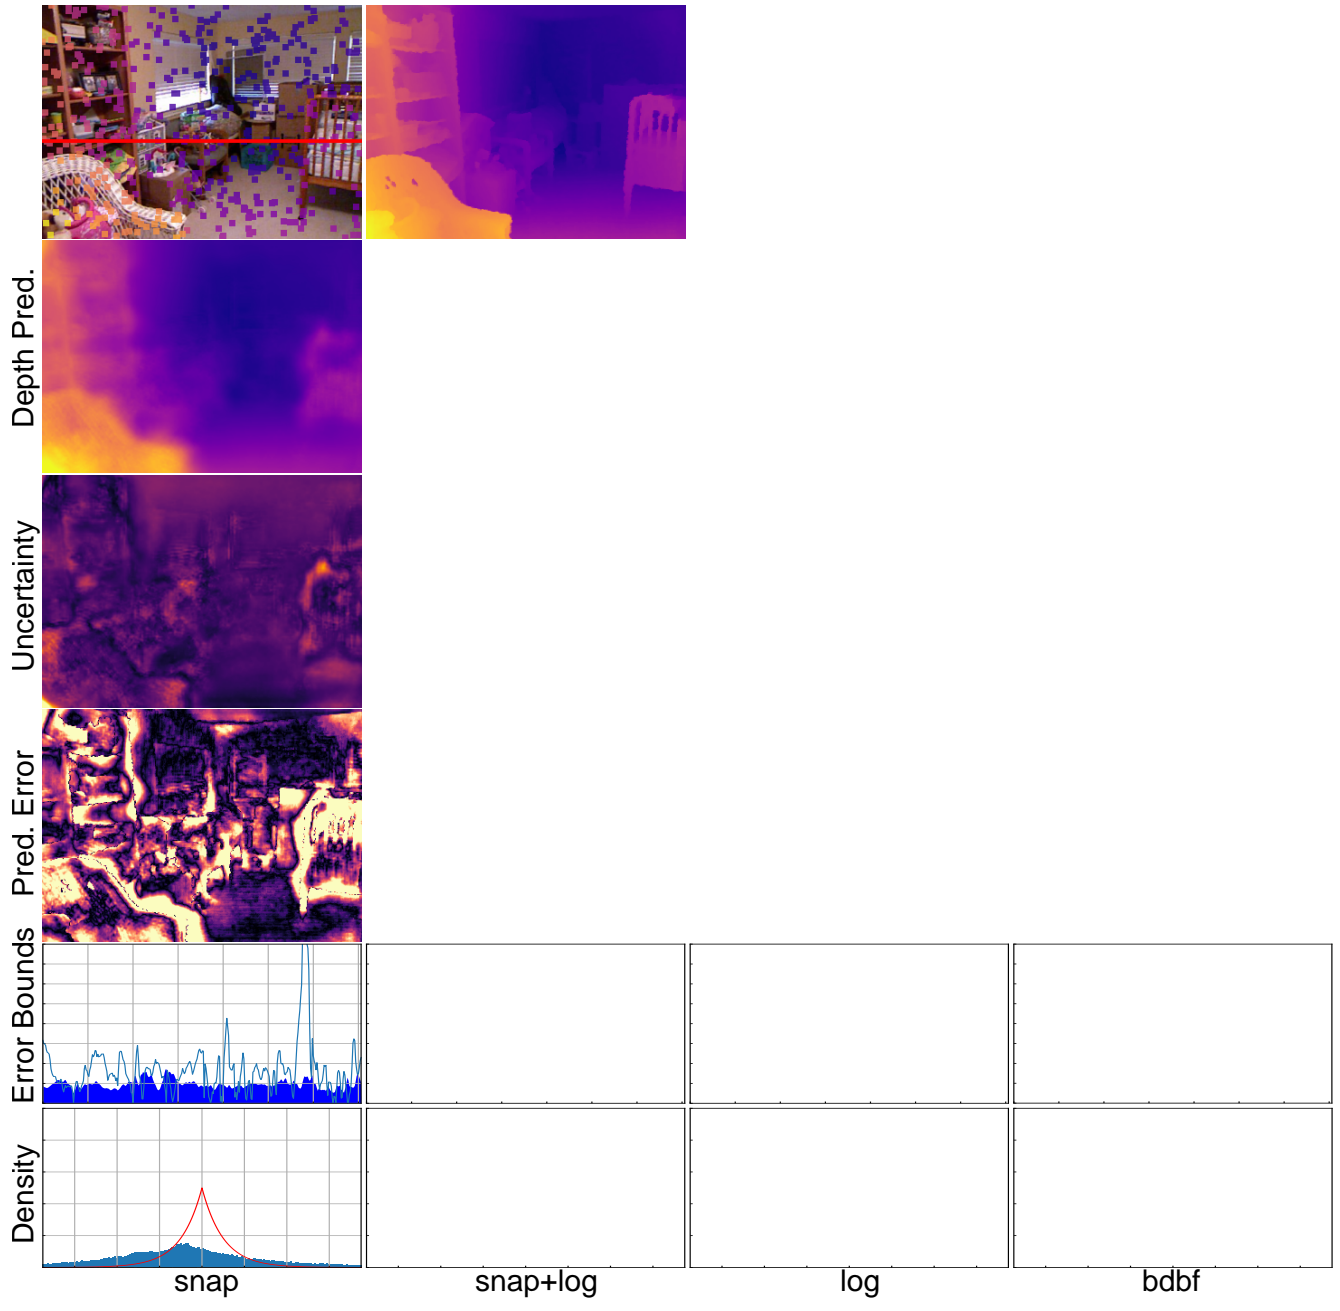 Depth Pred.
Uncertainty
Pred. Error
Error Bounds
Density
snap
snap+log
log
bdbf